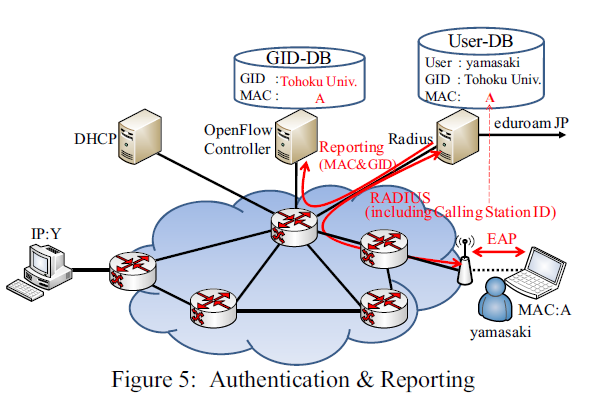 User-DB
User : yamasaki
GID : Tohoku Univ.
MAC: A
GID-DB
GID : Tohoku Univ.
MAC : A
DHCP
OpenFlow
Controller
Radius
eduroam JP
Reporting
(MAC&GID)
RADIUS
(including Calling Station ID)
IP:Y
EAP
MAC:A
yamasaki
Figure 5: Authentication & Reporting